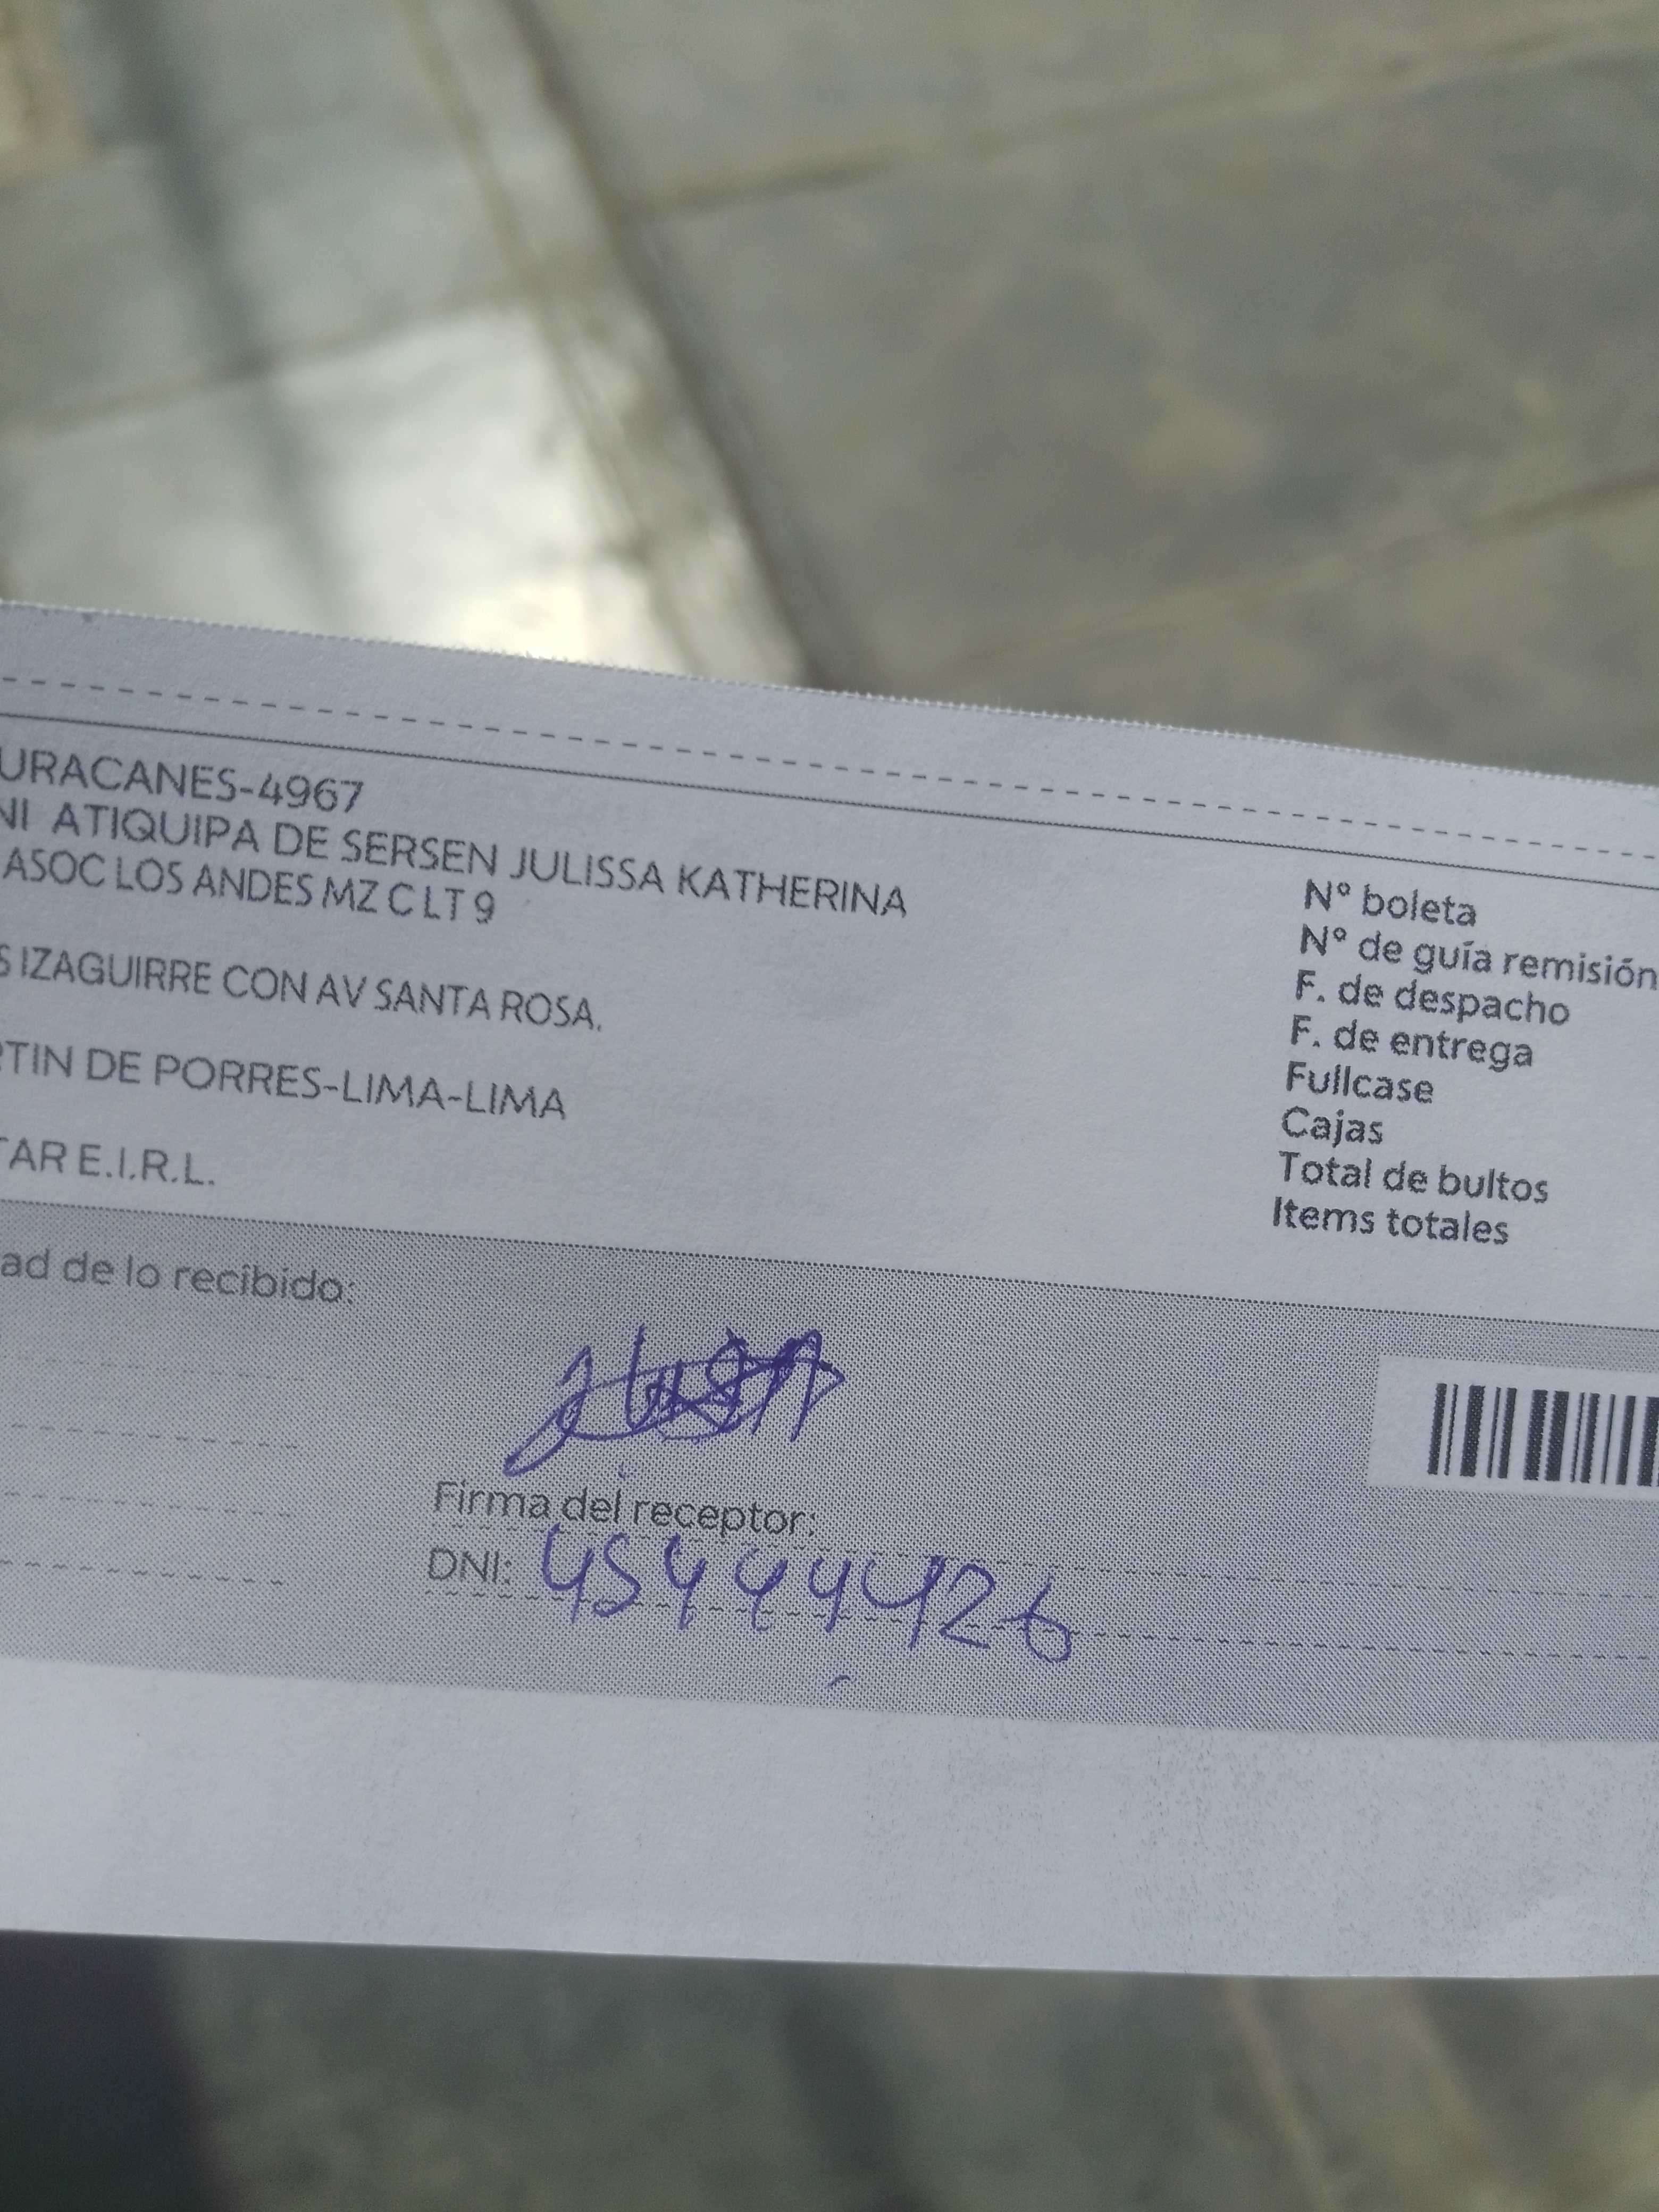 URACANES-4967
NI ATIQUIPA DE SERSEN JULISSA KATHERINA
ASOC LOS ANDES MZ C LT 9
S IZAGUIRRE CON AV SANTA ROSA.
RTIN DE PORRES-LIMA-LIMA
TAR E.I.R.L.
N° boleta
N° de guía remisión
F. de despacho
F. de entrega
Fullcase
Cajas
Total de bultos
Items totales
ad de lo recibido:
Firma del receptor:
DNI: 45444426